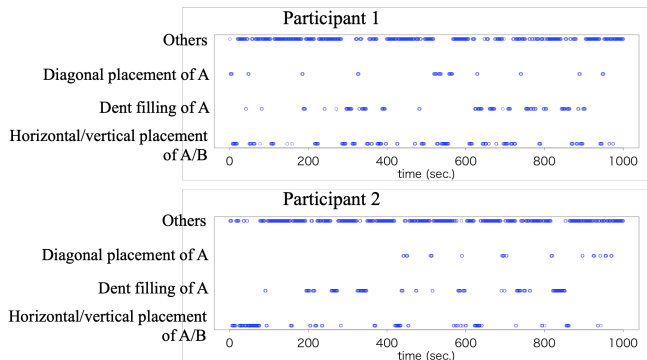 Participant 1
Others
Diagonal placement of A
Dent filling of A
Horizontal/vertical placement
of A/B
0 200 400 600 800 1000
time (sec.)
Participant 2
Others
Diagonal placement of A
Dent filling of A
Horizontal/vertical placement
of A/B
0 200 400 600 800 1000
time (sec.)